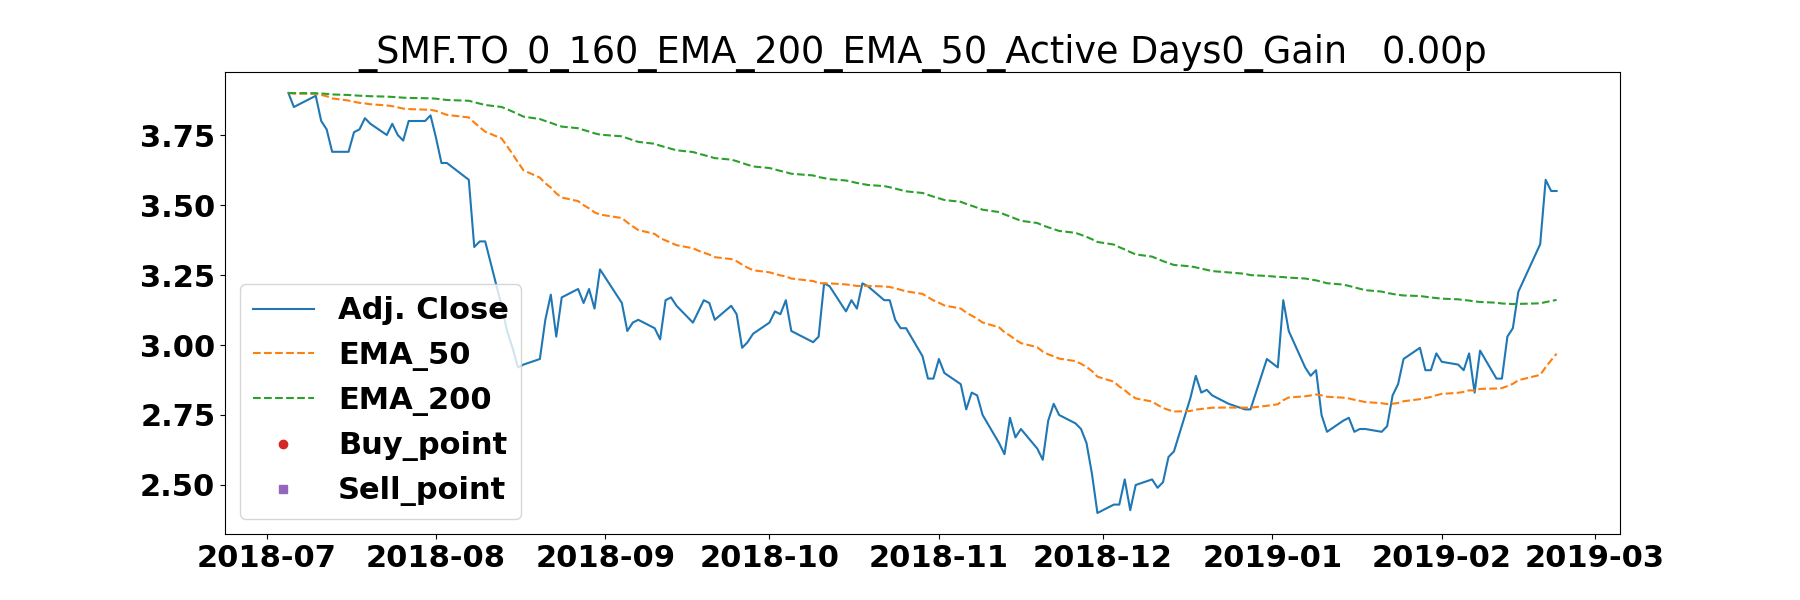 _SMF.TO_0_160_EMA_200_EMA_50_Active Days0_Gain   0.00p
3.75
3.50
3.25
3.00
2.75
2.50
Adj. Close
EMA_50
EMA_200
Buy_point
Sell_point
2018-07 2018-08 2018-09 2018-10 2018-11 2018-12 2019-01 2019-02 2019-03